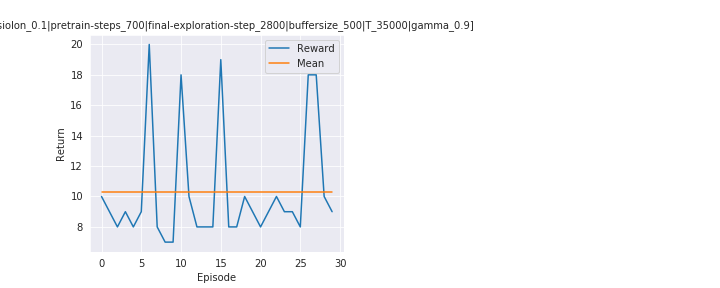 siolon_0.1|pretrain-steps_700|final-exploration-step_2800|buffersize_500|T_35000|gamma_0.9]
Reward
Mean
20
18
16
14
12
10
8
Return
0
5
10
15
20
25
30
Episode